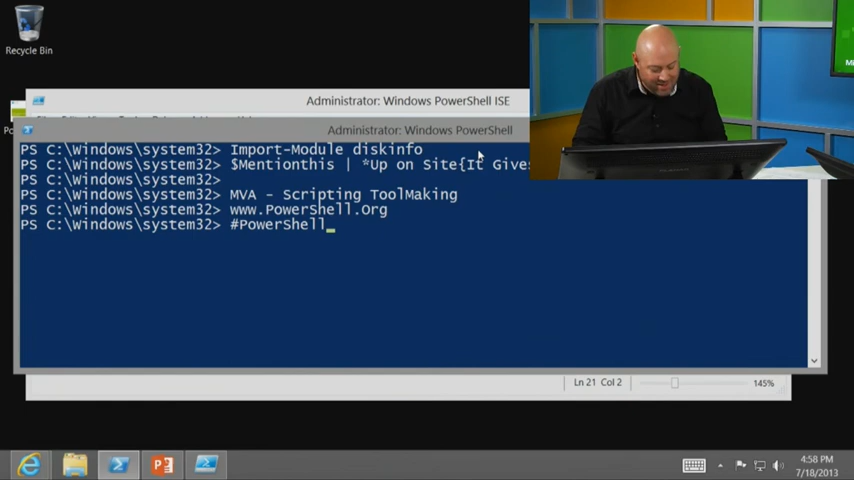 Recycle Bin
Mi
Administrator: Windows PowerShell ISE
Administrator: Windows PowerShell
PS C:\Windows\system32> Import-Module diskinfo
PS C:\Windows\system32> $Mentionthis | *Up on Site{It Gives
PS C:\Windows\system32>
PS C:\Windows\system32> MVA - Scripting ToolMaking
PS C:\Windows\system32> www.PowerShell.Org
PS C:\Windows\system32> #PowerShell_
Ln 21 Col 2
145%
4:58 PM
7/18/2013